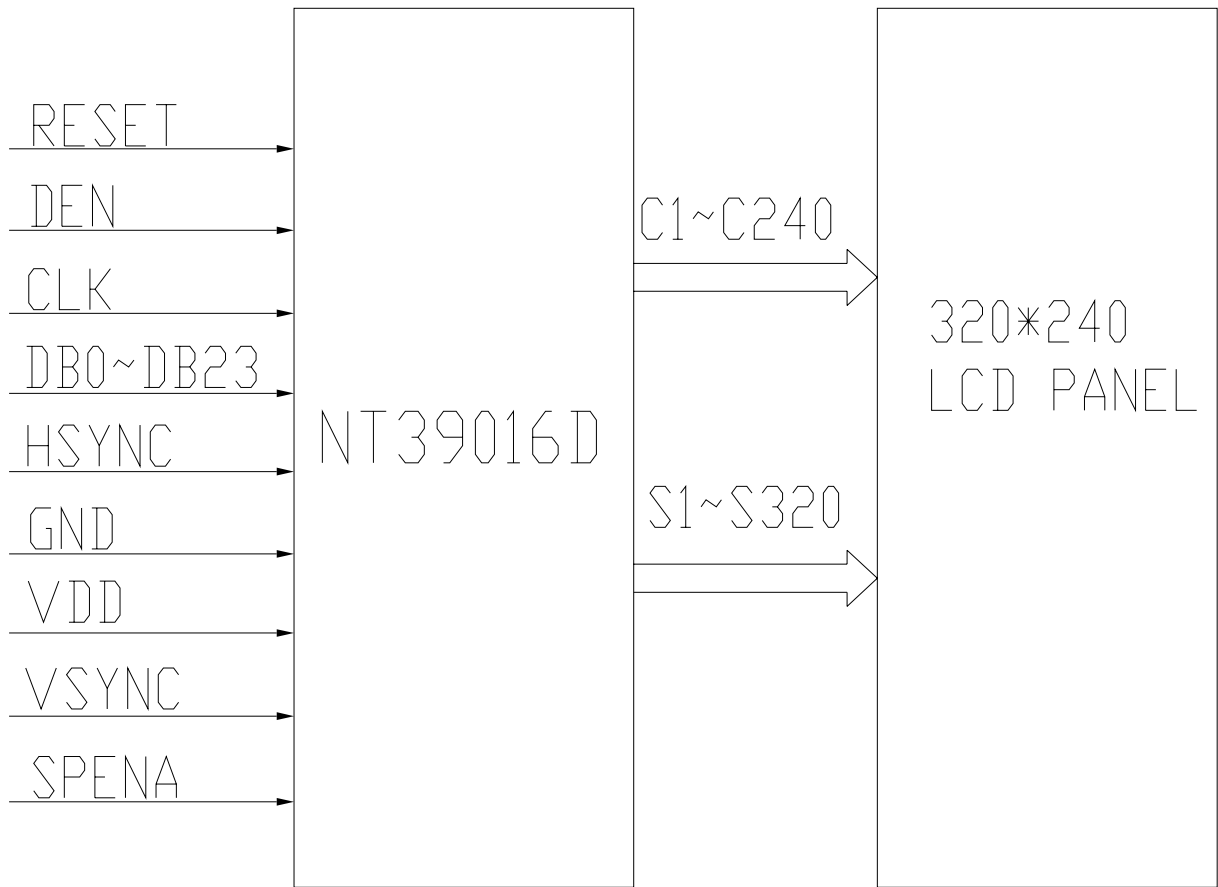 RESET
DEN
CLK
DB0~DB23
HSYNC
GND
VDD
VSYNC
SPENA
NT39016D
C1~C240
S1~S320
320*240
LCD PANEL